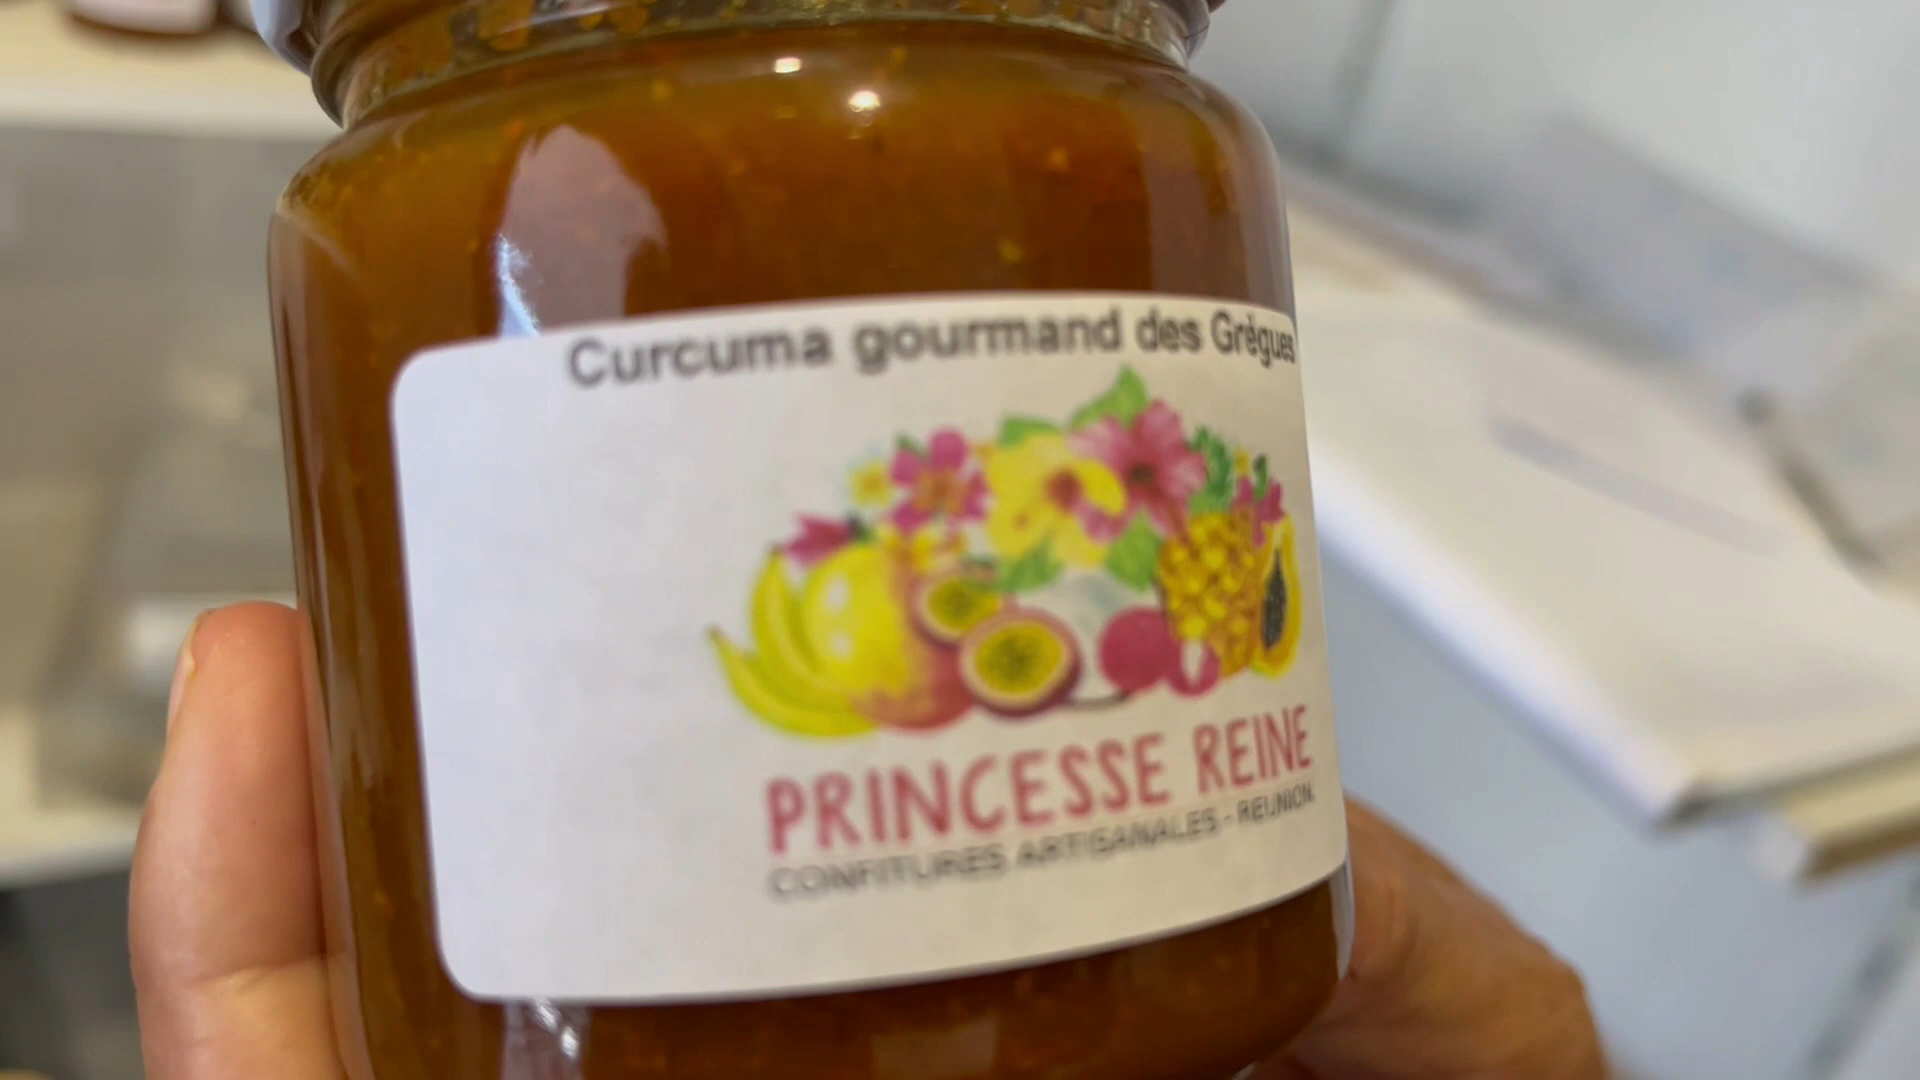 Curcuma gourmand des Grègues
PRINCESSE REINE
CONFITURES ARTISANALES - REUNION